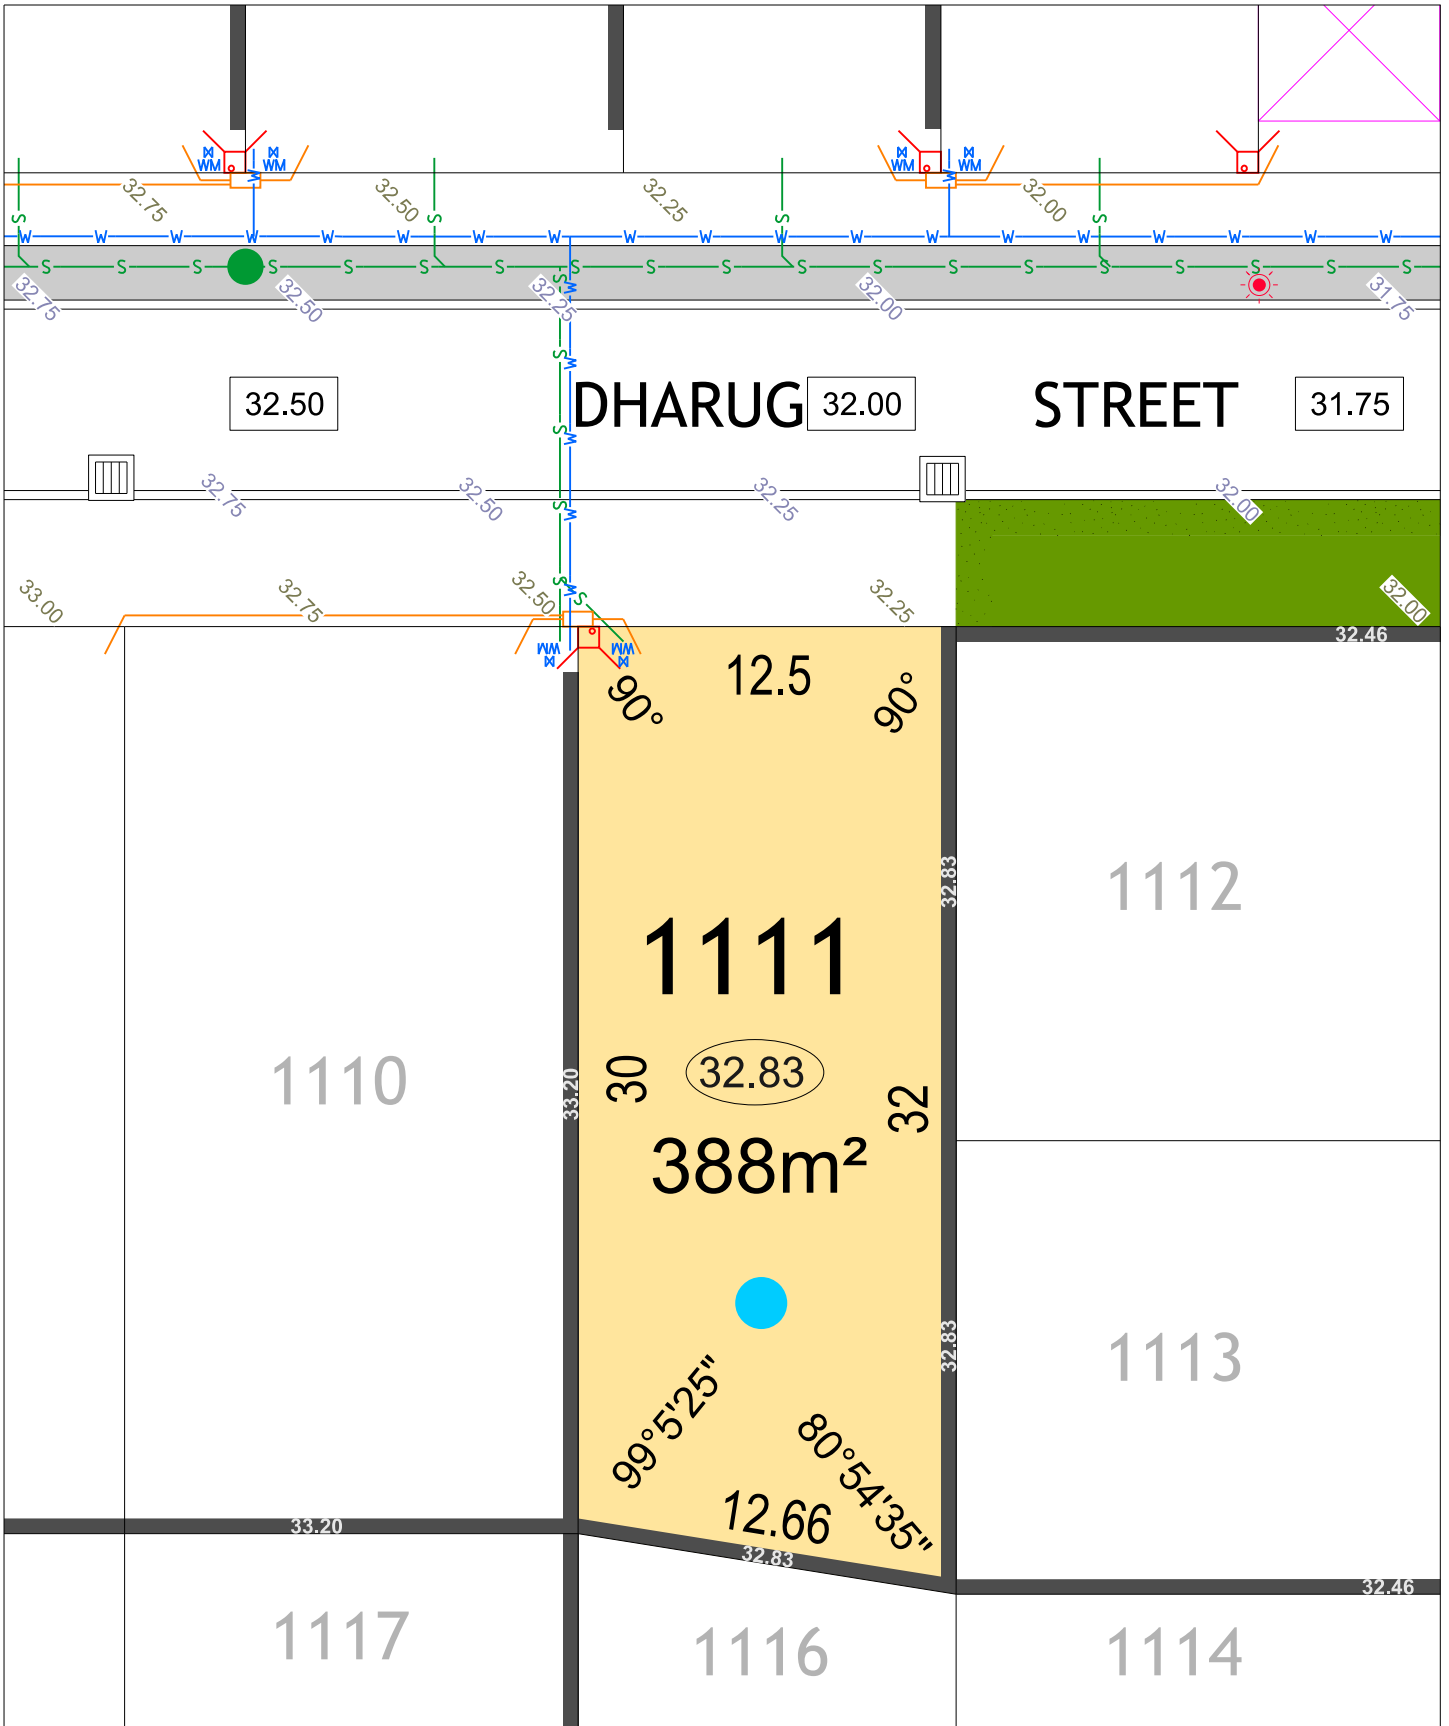 WM WM WM WM
W W
32.75 32.50 32.25 32.00
S S S S
W W W W W W W W W W W W W W W W W W W
S S S S S S S S S S S S S S S S S S S
32.75 32.50 32.25 32.00 31.75
S
W
S
W
32.50 DHARUG 32.00 STREET 31.75
S
W
32.75 32.50 32.25 32.00
S
W
33.00 32.75 32.50 32.25 32.00
S
W
S
32.46
WM WM
12.5
90° 90°
32.83
1112
1111
1110
33.20
30
32.83
32
388m²
32.83
1113
99°5'25"
80°54'35"
12.66
33.20
32.83
32.46
1117
1116
1114